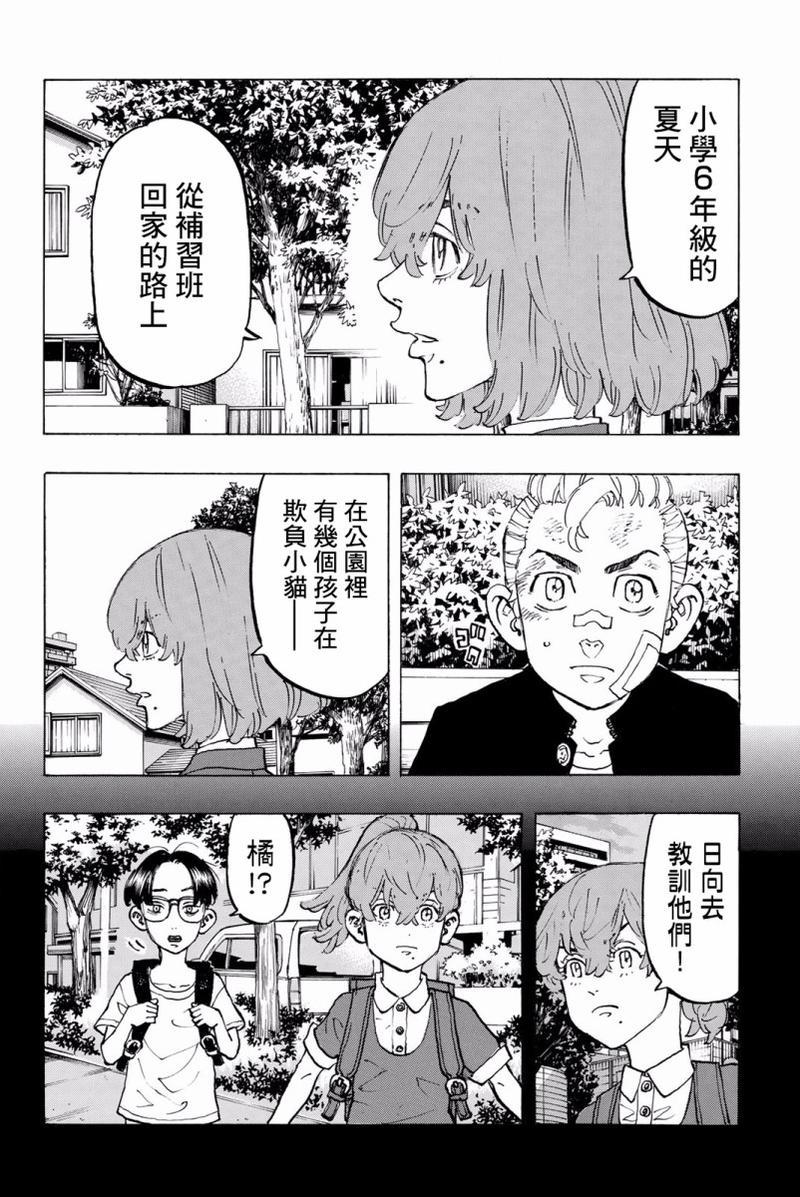 小學6年級的
夏天
從補習班
回家的路上
ゴク
在公園裡
有幾個孩子在
欺負小貓——
日向去
教訓他們！
橘!?